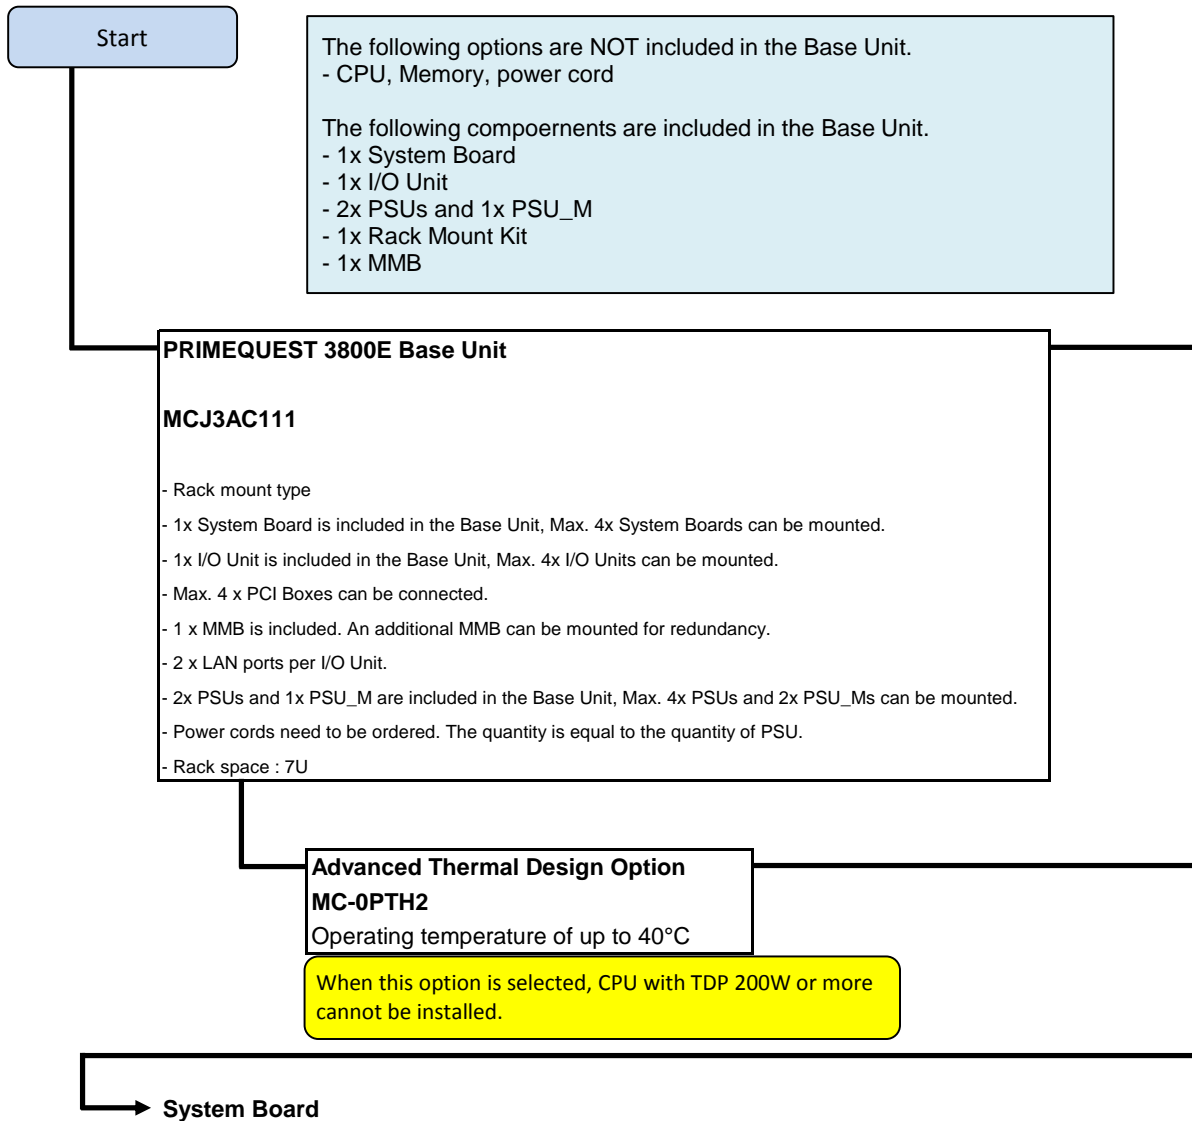 Start
The following options are NOT included in the Base Unit.
- CPU, Memory, power cord
The following compoernents are included in the Base Unit.
- 1x System Board
- 1x I/O Unit
- 2x PSUs and 1x PSU_M
- 1x Rack Mount Kit
- 1x MMB
PRIMEQUEST 3800E Base Unit
MCJ3AC111
- Rack mount type
- 1x System Board is included in the Base Unit, Max. 4x System Boards can be mounted.
- 1x I/O Unit is included in the Base Unit, Max. 4x I/O Units can be mounted.
- Max. 4 x PCI Boxes can be connected.
- 1 x MMB is included. An additional MMB can be mounted for redundancy.
- 2 x LAN ports per I/O Unit.
- 2x PSUs and 1x PSU_M are included in the Base Unit, Max. 4x PSUs and 2x PSU_Ms can be mounted.
- Power cords need to be ordered. The quantity is equal to the quantity of PSU.
- Rack space : 7U
Advanced Thermal Design Option
MC-0PTH2
Operating temperature of up to 40°C
When this option is selected, CPU with TDP 200W or more
cannot be installed.
System Board